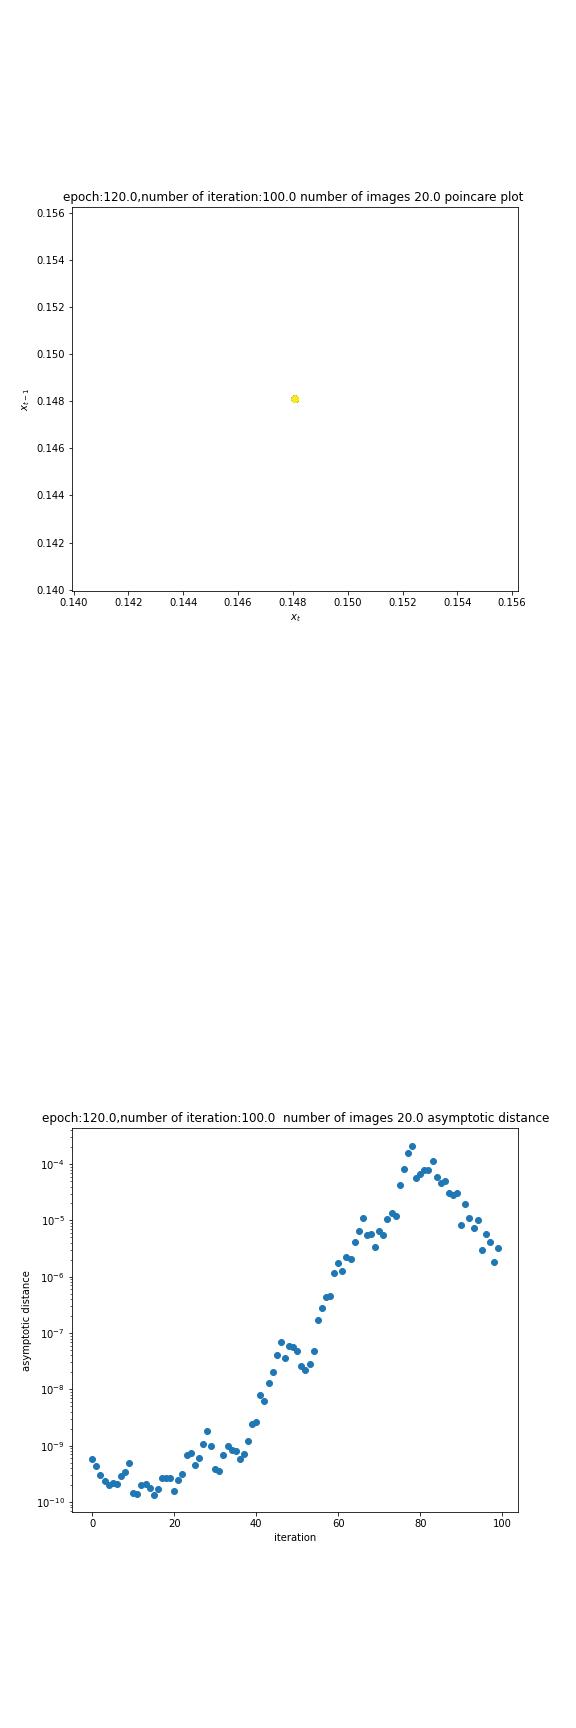 epoch:120.0,number of iteration:100.0 number of images 20.0 poincare plot
0.156
0.154
0.152
0.150
0.148
0.146
0.144
0.142
0.140
x_{t-1}
0.140 0.142 0.144 0.146 0.148 0.150 0.152 0.154 0.156
x_t
epoch:120.0,number of iteration:100.0  number of images 20.0 asymptotic distance
10^{-4}
10^{-5}
10^{-6}
10^{-7}
10^{-8}
10^{-9}
10^{-10}
asymptotic distance
0 20 40 60 80 100
iteration